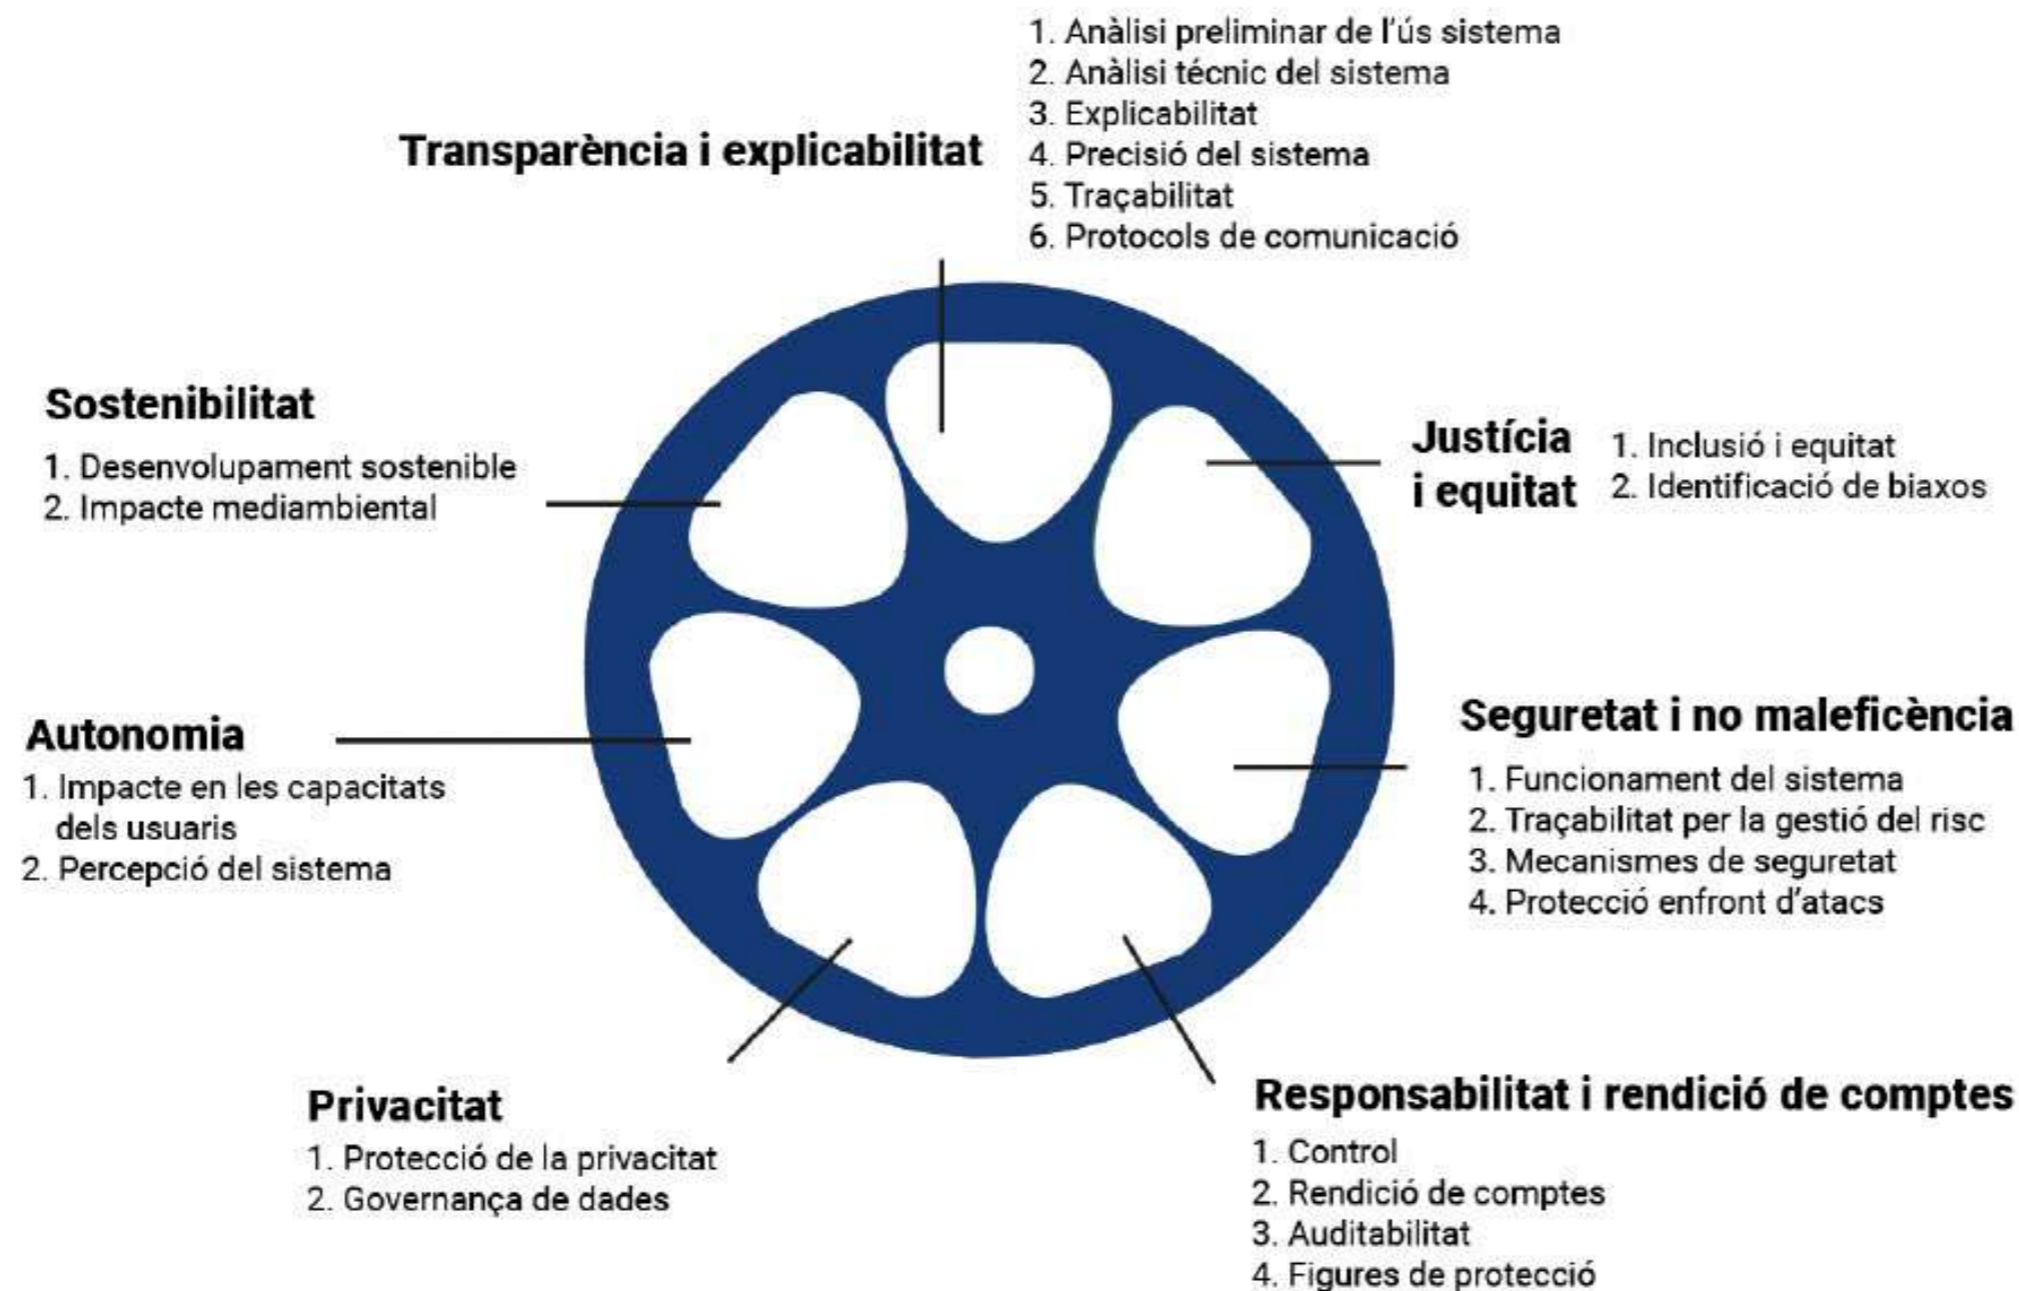 Transparència i explicabilitat
1. Anàlisi preliminar de l'ús sistema
2. Anàlisi técnic del sistema
3. Explicabilitat
4. Precisió del sistema
5. Traçabilitat
6. Protocols de comunicació
Justícia
i equitat
1. Inclusió i equitat
2. Identificació de biaxos
Seguretat i no maleficència
1. Funcionament del sistema
2. Traçabilitat per la gestió del risc
3. Mecanismes de seguretat
4. Protecció enfront d'atacs
Responsabilitat i rendició de comptes
1. Control
2. Rendició de comptes
3. Auditabilitat
4. Figures de protecció
Privacitat
1. Protecció de la privacitat
2. Governança de dades
Autonomia
1. Impacte en les capacitats
dels usuaris
2. Percepció del sistema
Sostenibilitat
1. Desenvolupament sostenible
2. Impacte mediambiental